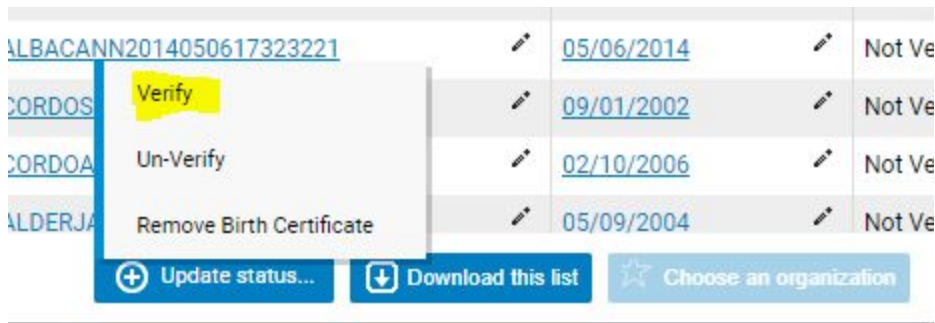 ALBACANN2014050617323221 05/06/2014 Not Ve
Verify
CORDOS 09/01/2002 Not Ve
Un-Verify
CORDOA 02/10/2006 Not Ve
ALDERJA 05/09/2004 Not Ve
Remove Birth Certificate
Update status... Download this list Choose an organization